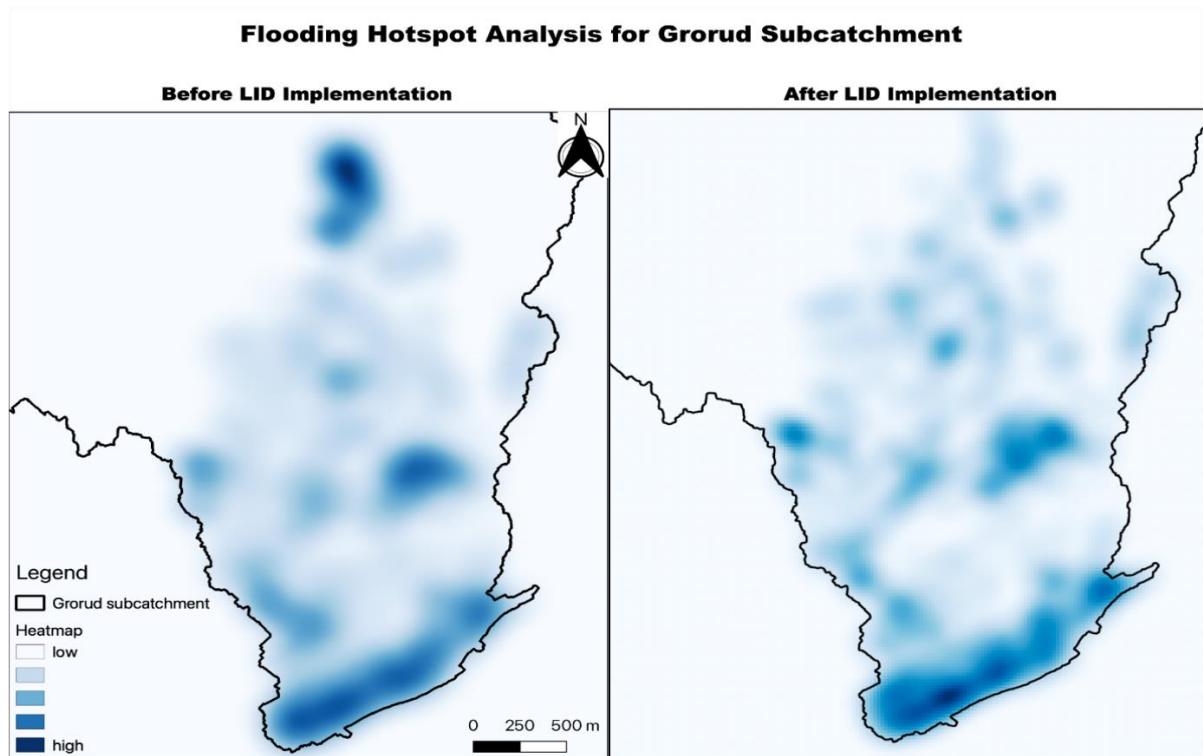 Flooding Hotspot Analysis for Grorud Subcatchment
Before LID Implementation
After LID Implementation
N
Legend
Grorud subcatchment
Heatmap
low
high
0 250 500 m